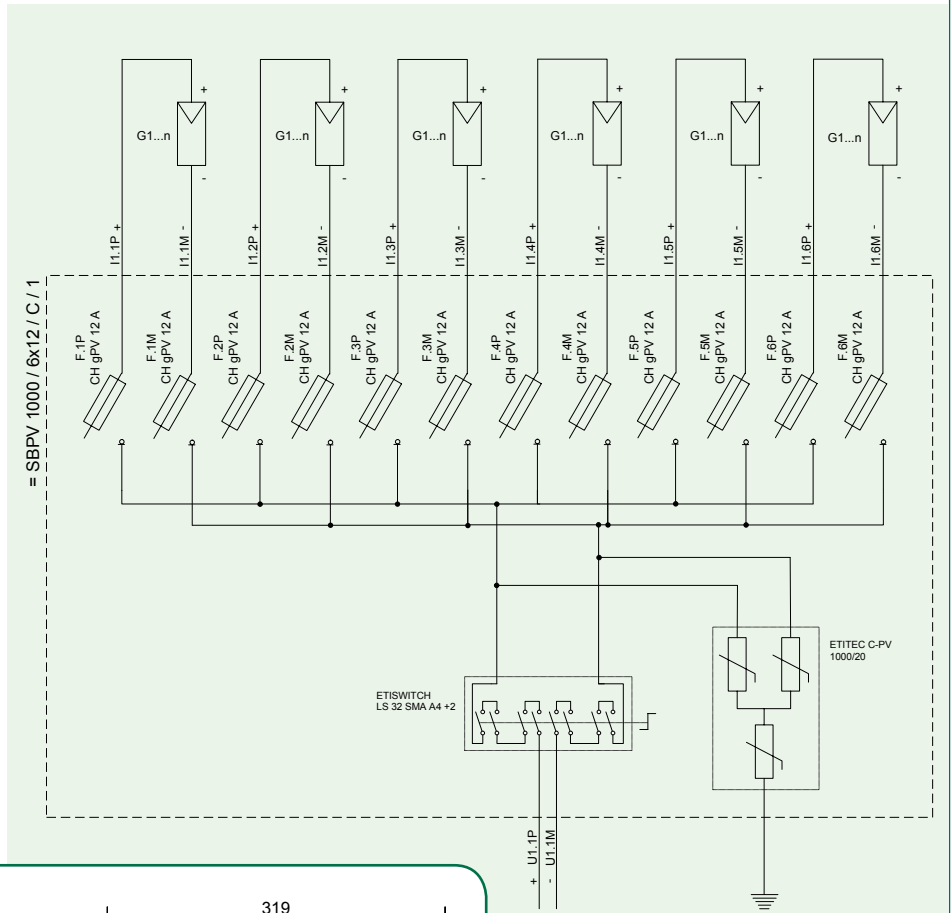 + + + + + +
G1...n G1...n G1...n G1...n G1...n G1...n
- - - - - -
I1.1P +
I1.1M -
I1.2P +
I1.2M -
I1.3P +
I1.3M -
I1.4P +
I1.4M -
I1.5P +
I1.5M -
I1.6P +
I1.6M -
= SBPV 1000 / 6x12 / C / 1
F.1P
CH gPV 12 A
F.1M
CH gPV 12 A
F.2P
CH gPV 12 A
F.2M
CH gPV 12 A
F.3P
CH gPV 12 A
F.3M
CH gPV 12 A
F.4P
CH gPV 12 A
F.4M
CH gPV 12 A
F.5P
CH gPV 12 A
F.5M
CH gPV 12 A
F.6P
CH gPV 12 A
F.6M
CH gPV 12 A
ETITEC C-PV
1000/20
ETISWITCH
LS 32 SMA A4 +2
+ U1.1P
- U1.1M
319